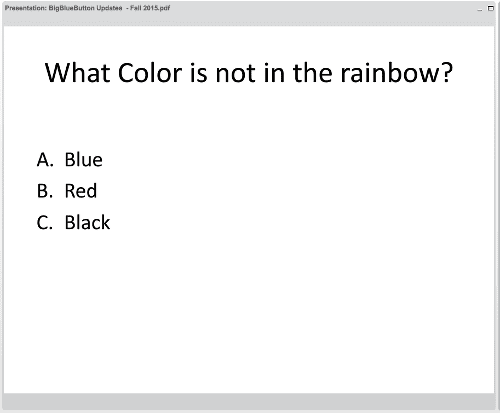 Presentation: BigBlueButton Updates - Fall 2015.pdf
What Color is not in the rainbow?
A. Blue
B. Red
C. Black